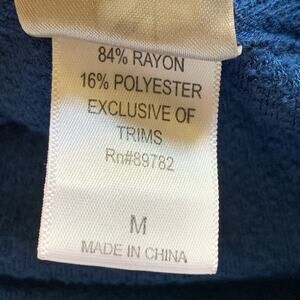 84% RAYON
16% POLYESTER
EXCLUSIVE OF
TRIMS
Rn#89782
M
MADE IN CHINA